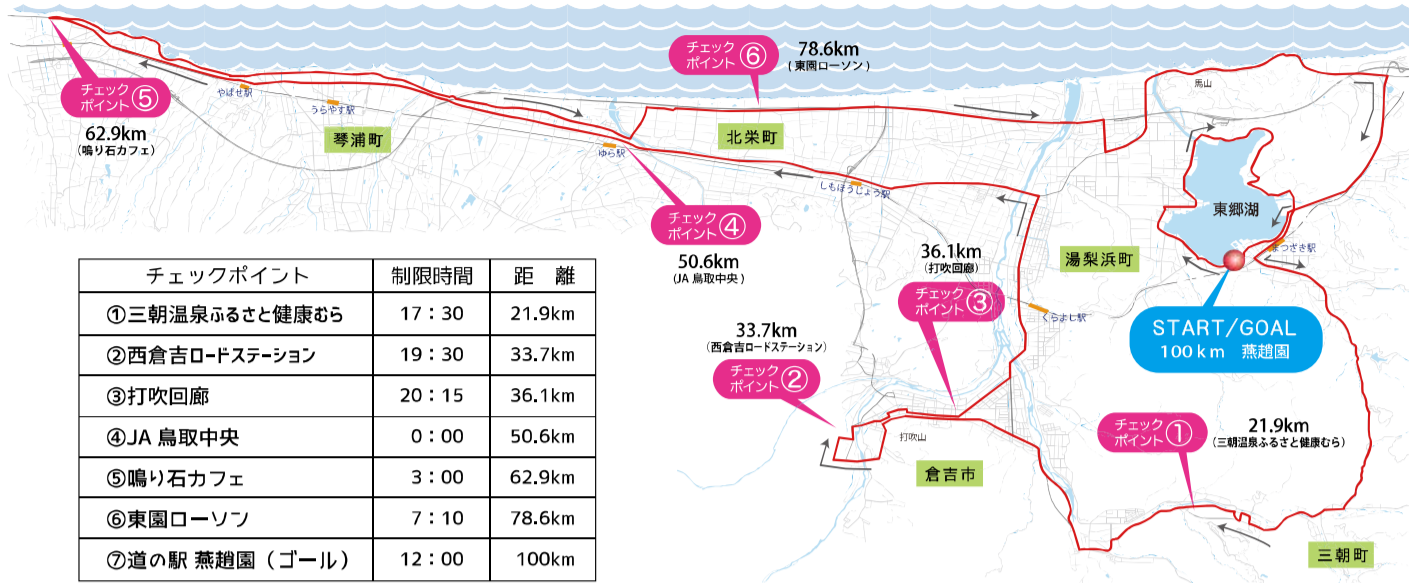 チェック
ポイント⑥
78.6km
(東園ローソン)
チェック
ポイント⑤
62.9km
(鳴り石カフェ)
やばせ駅
うらやす駅
琴浦町
ゆら駅
北栄町
しもほうじょう駅
馬山
東郷湖
まつざき駅
チェック
ポイント④
50.6km
(JA 鳥取中央)
36.1km
(打吹回廊)
チェック
ポイント③
湯梨浜町
くらよし駅
START/GOAL
100km 燕趙園
33.7km
(西倉吉ロードステーション)
チェック
ポイント②
打吹山
倉吉市
チェック
ポイント①
21.9km
(三朝温泉ふるさと健康むら)
三朝町
チェックポイント 制限時間 距 離
①三朝温泉ふるさと健康むら 17:30 21.9km
②西倉吉ロードステーション 19:30 33.7km
③打吹回廊 20:15 36.1km
④JA 鳥取中央 0:00 50.6km
⑤鳴り石カフェ 3:00 62.9km
⑥東園ローソン 7:10 78.6km
⑦道の駅 燕趙園(ゴール) 12:00 100km